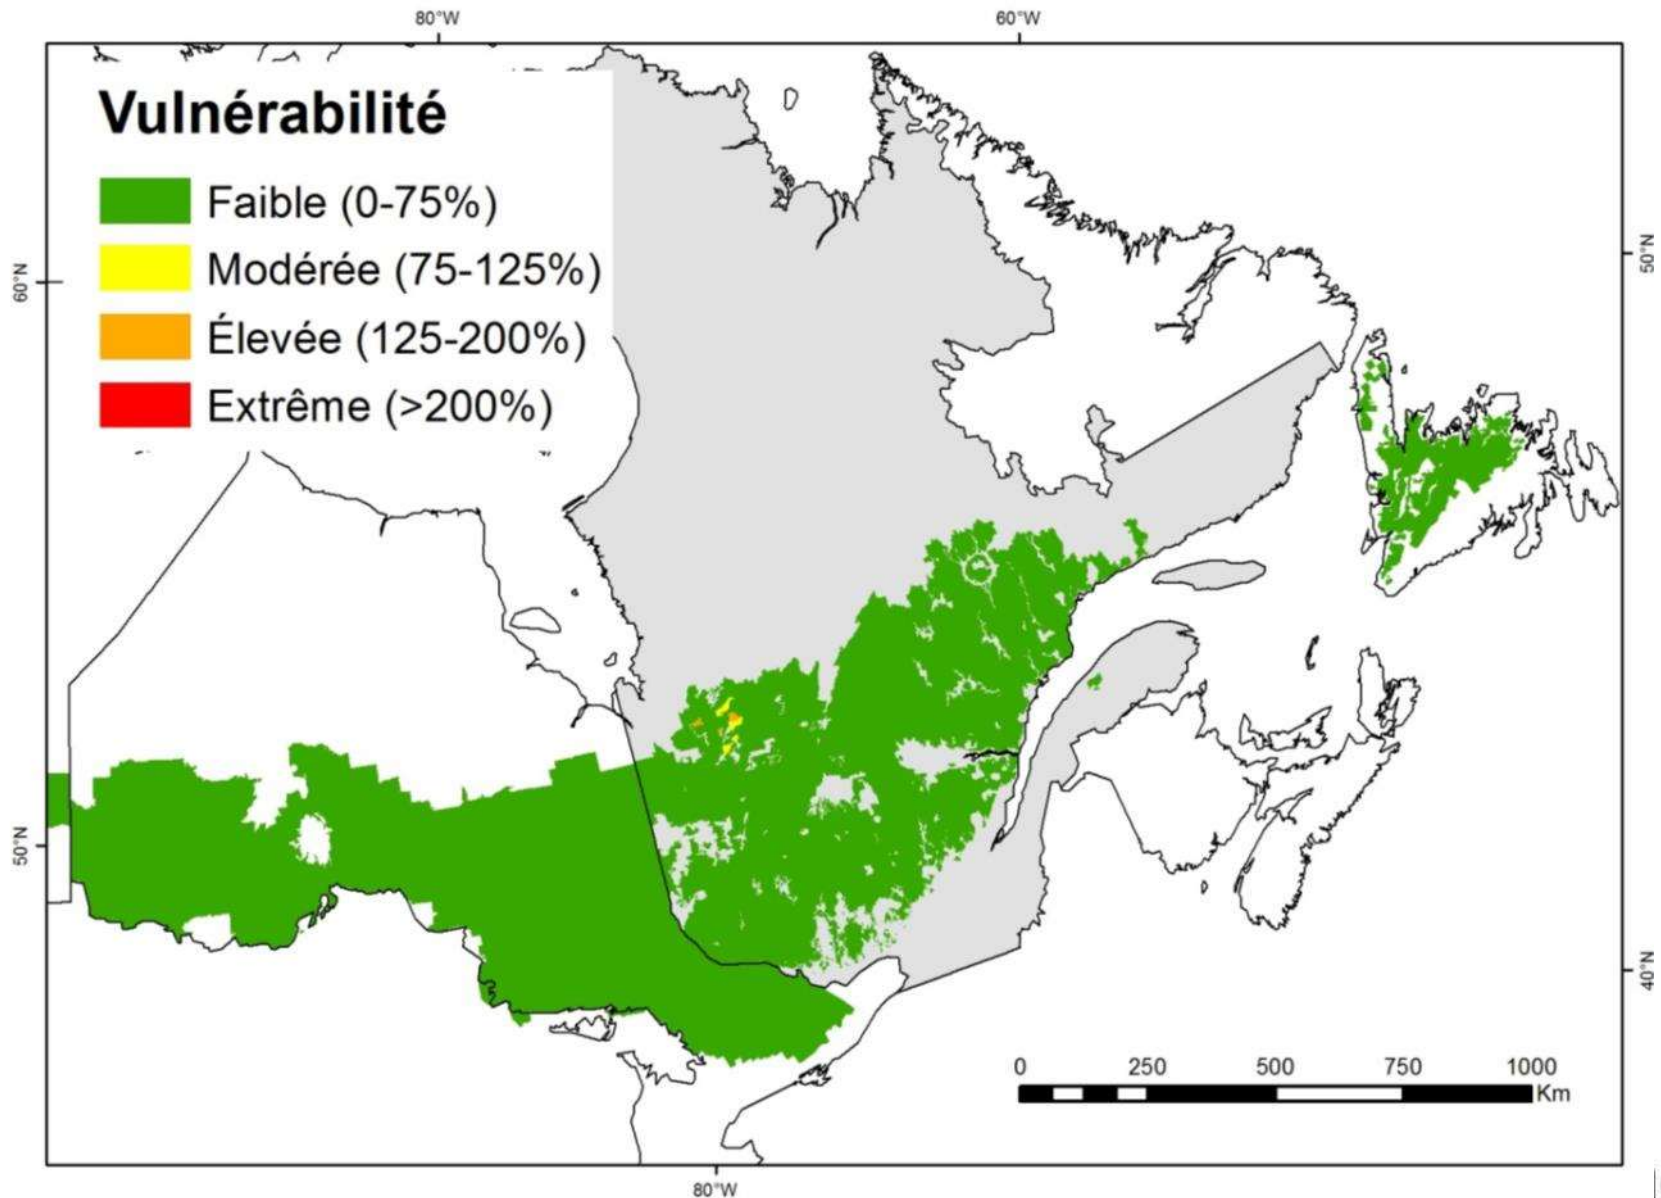 80°W 60°W
Vulnérabilité
Faible (0-75%)
Modérée (75-125%)
Élevée (125-200%)
Extrême (>200%)
60°N
50°N
50°N
40°N
0 250 500 750 1000
Km
80°W